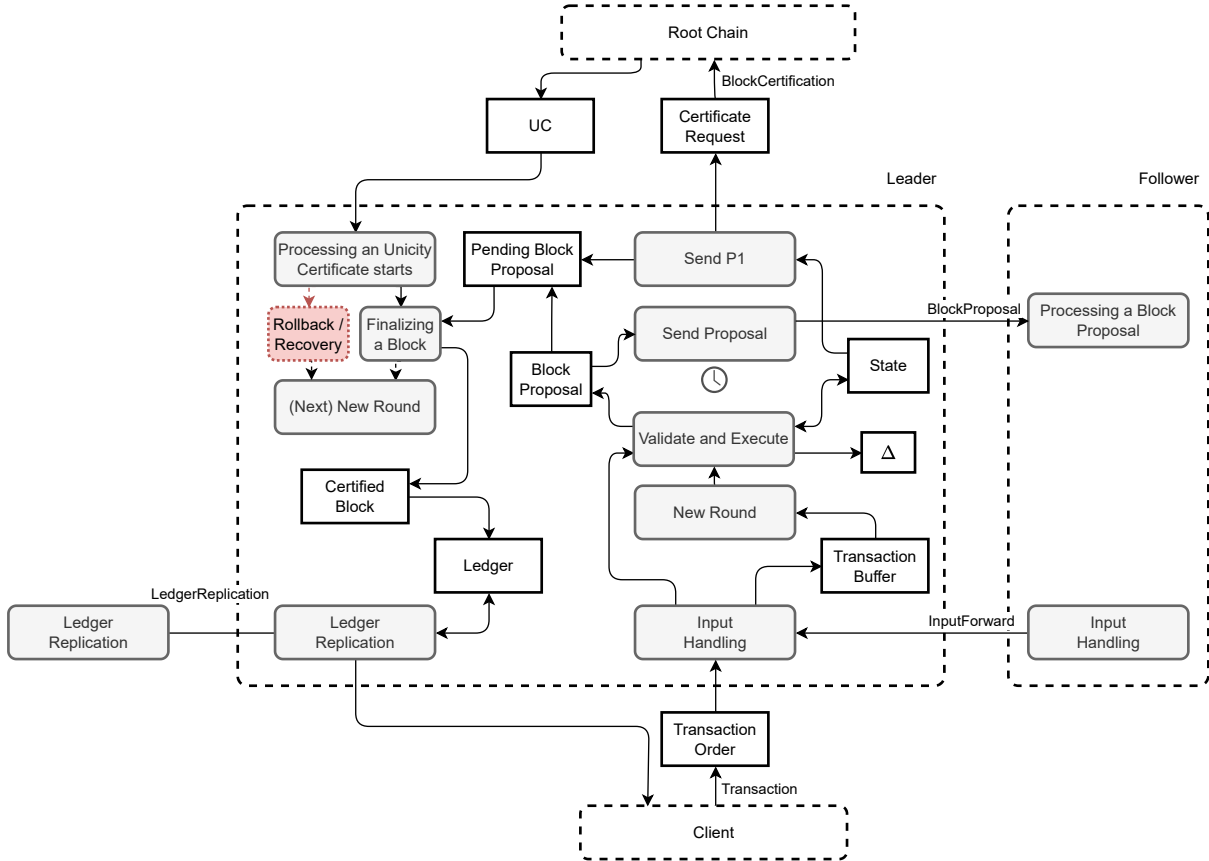 Root Chain
BlockCertification
UC
Certificate
Request
Leader
Follower
Processing an Unicity
Certificate starts
Pending Block
Proposal
Send P1
Rollback /
Recovery
Finalizing
a Block
Send Proposal
BlockProposal
Processing a Block
Proposal
Block
Proposal
State
(Next) New Round
Validate and Execute
Δ
Certified
Block
New Round
Ledger
Transaction
Buffer
LedgerReplication
Ledger
Replication
Ledger
Replication
Input
Handling
InputForward
Input
Handling
Transaction
Order
Transaction
Client